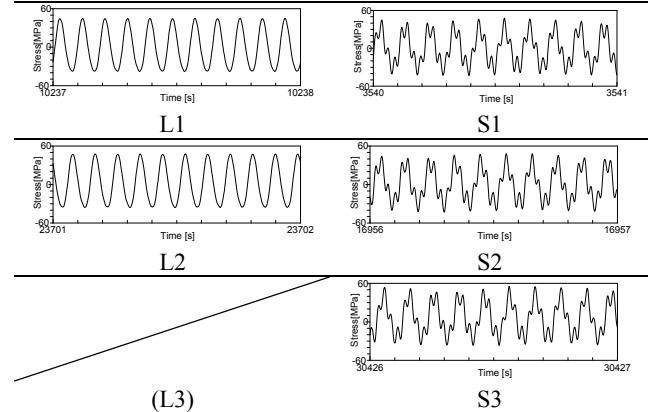 60
Stress[MPa]
0
-60
10237
Time [s]
10238
L1
60
Stress[MPa]
0
-60
3540
Time [s]
3541
S1
60
Stress[MPa]
0
-60
23701
Time [s]
23702
L2
60
Stress[MPa]
0
-60
16956
Time [s]
16957
S2
(L3)
60
Stress[MPa]
0
-60
30426
Time [s]
30427
S3